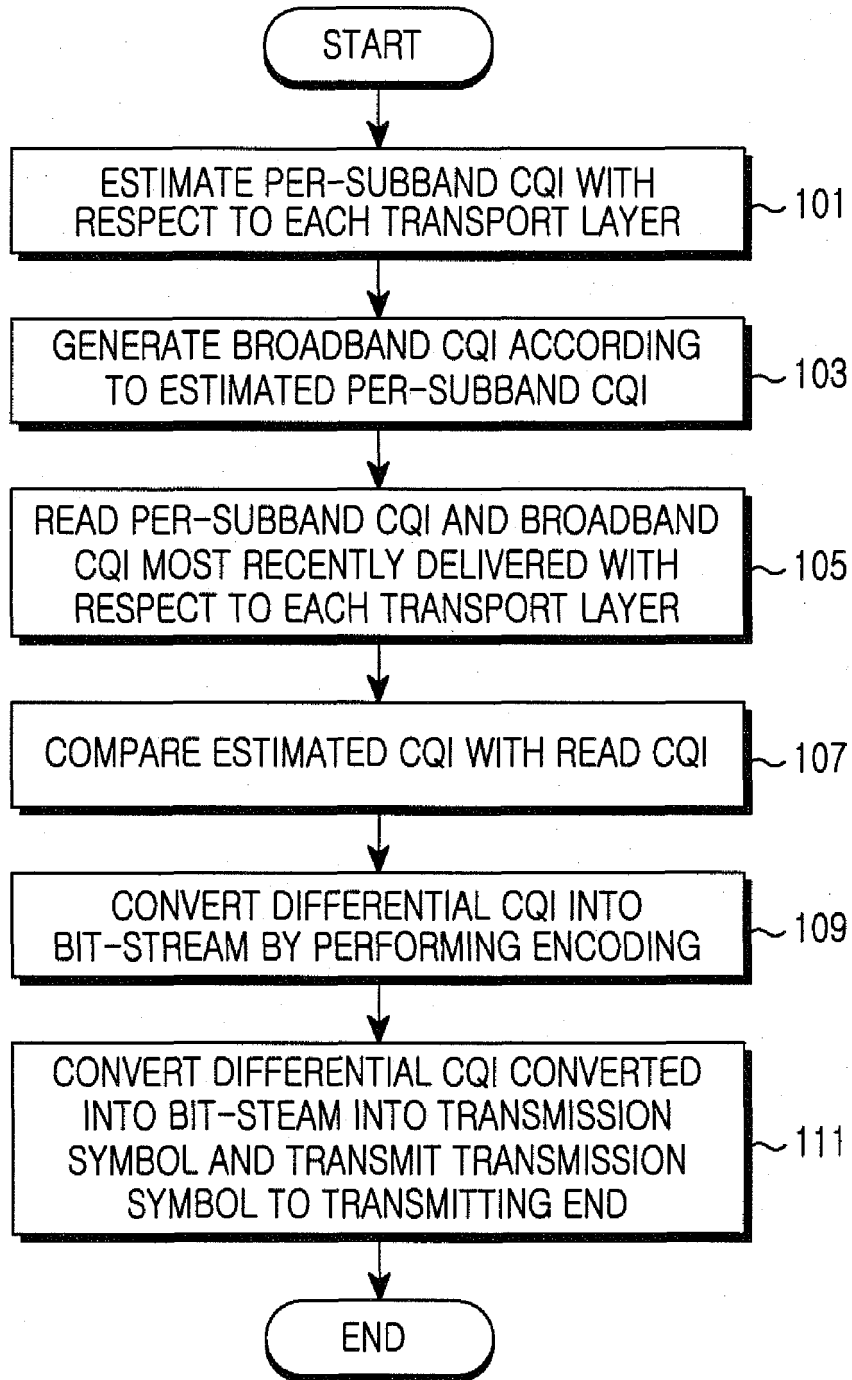 START
ESTIMATE PER-SUBBAND CQI WITH
RESPECT TO EACH TRANSPORT LAYER
101
GENERATE BROADBAND CQI ACCORDING
TO ESTIMATED PER-SUBBAND CQI
103
READ PER-SUBBAND CQI AND BROADBAND
CQI MOST RECENTLY DELIVERED WITH
RESPECT TO EACH TRANSPORT LAYER
105
COMPARE ESTIMATED CQI WITH READ CQI
107
CONVERT DIFFERENTIAL CQI INTO
BIT-STREAM BY PERFORMING ENCODING
109
CONVERT DIFFERENTIAL CQI CONVERTED
INTO BIT-STEAM INTO TRANSMISSION
SYMBOL AND TRANSMIT TRANSMISSION
SYMBOL TO TRANSMITTING END
111
END